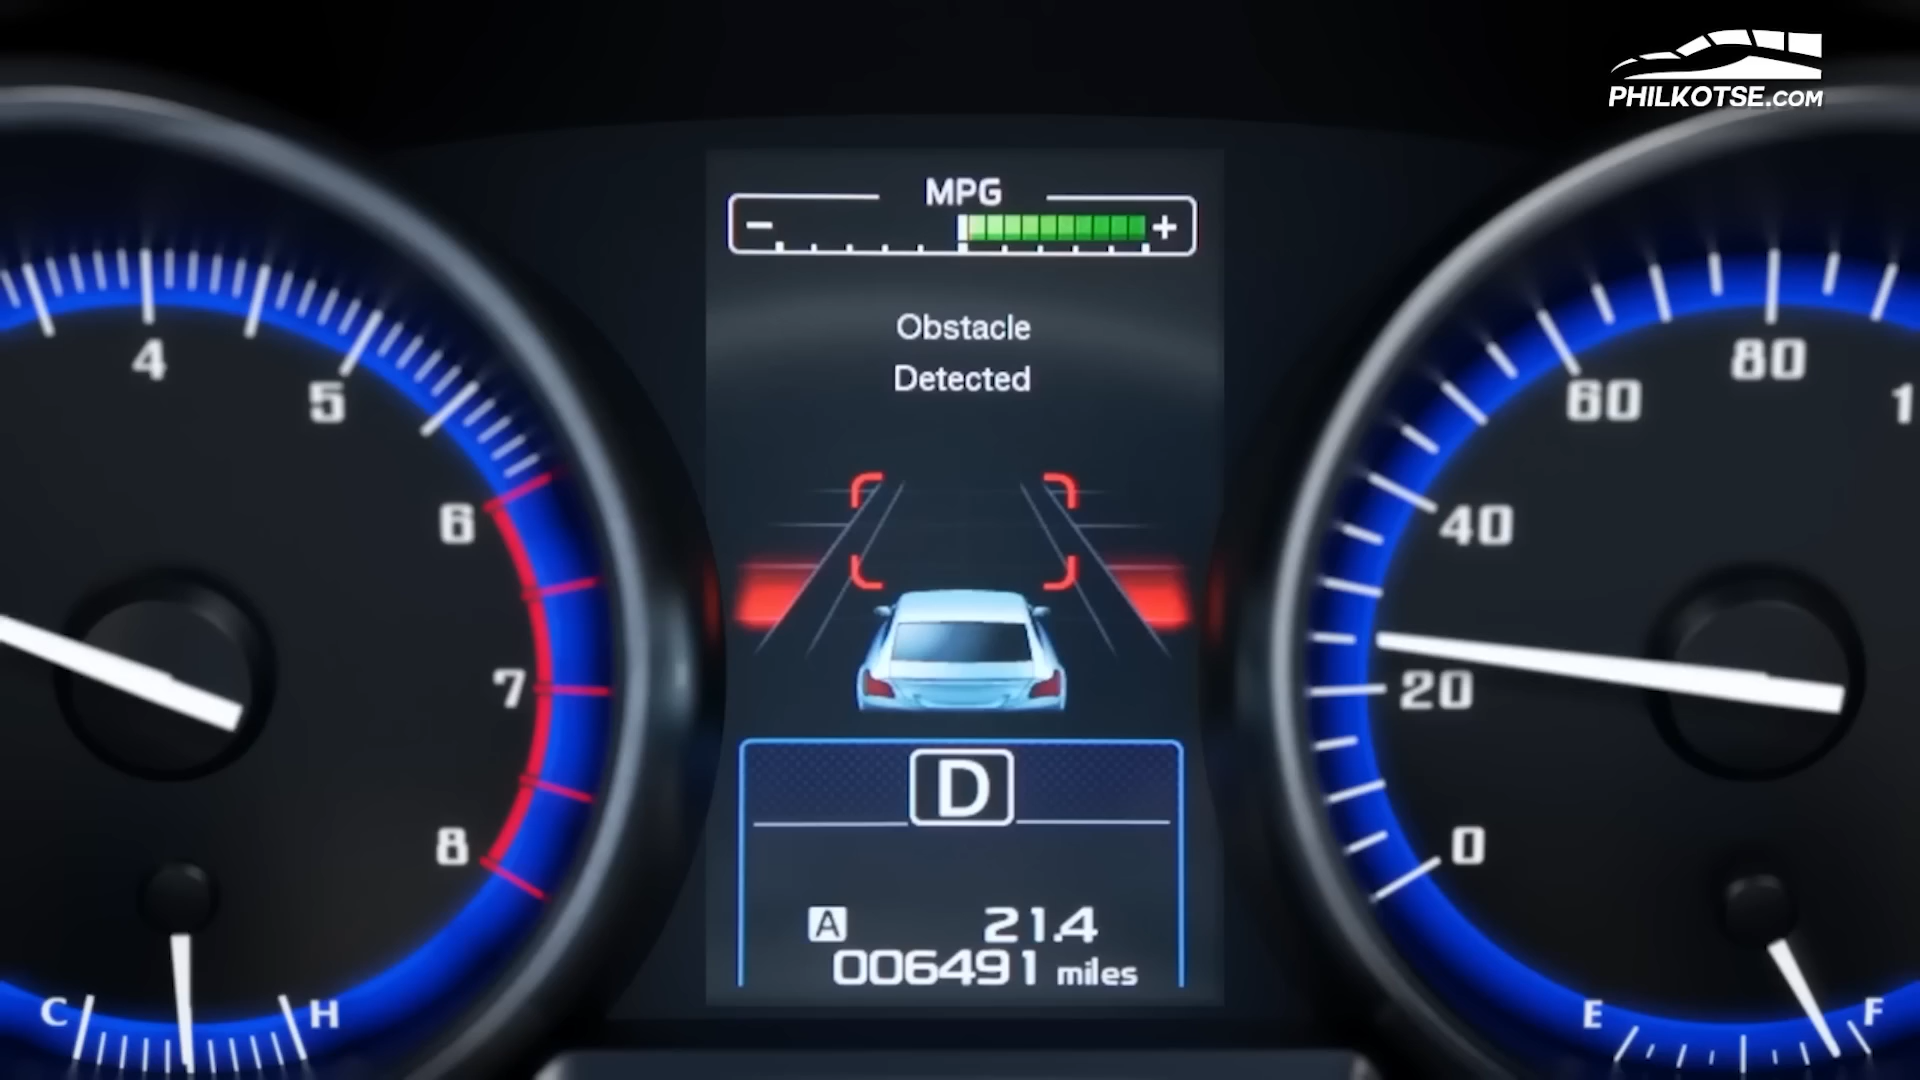 PHILKOTSE.COM
MPG
Obstacle
Detected
4
5
6
7
8
C
H
D
A 21.4
006491 miles
0
20
40
60
80
E
F